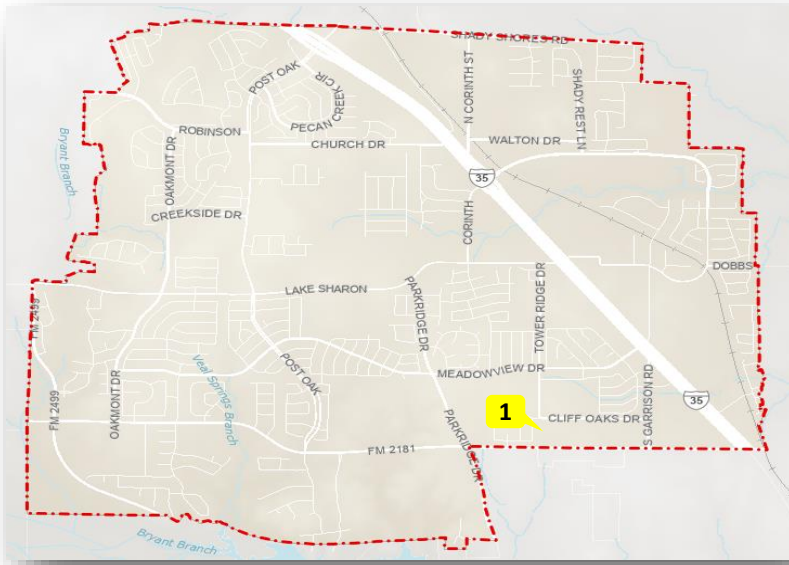 SHADY SHORES RD
POST OAK
PECAN CREEK CIR
N CORINTH ST
SHADY REST LN
ROBINSON
CHURCH DR
WALTON DR
Bryant Branch
OAKMONT DR
35
CREEKSIDE DR
CORINTH
DOBBS
LAKE SHARON
PARKRIDGE DR
TOWER RIDGE DR
FM 2499
MEADOWVIEW DR
POST OAK
Veal Springs Branch
OAKMONT DR
FM 2499
S GARRISON RD
35
1
CLIFF OAKS DR
PARKRIDGE DR
FM 2181
Bryant Branch